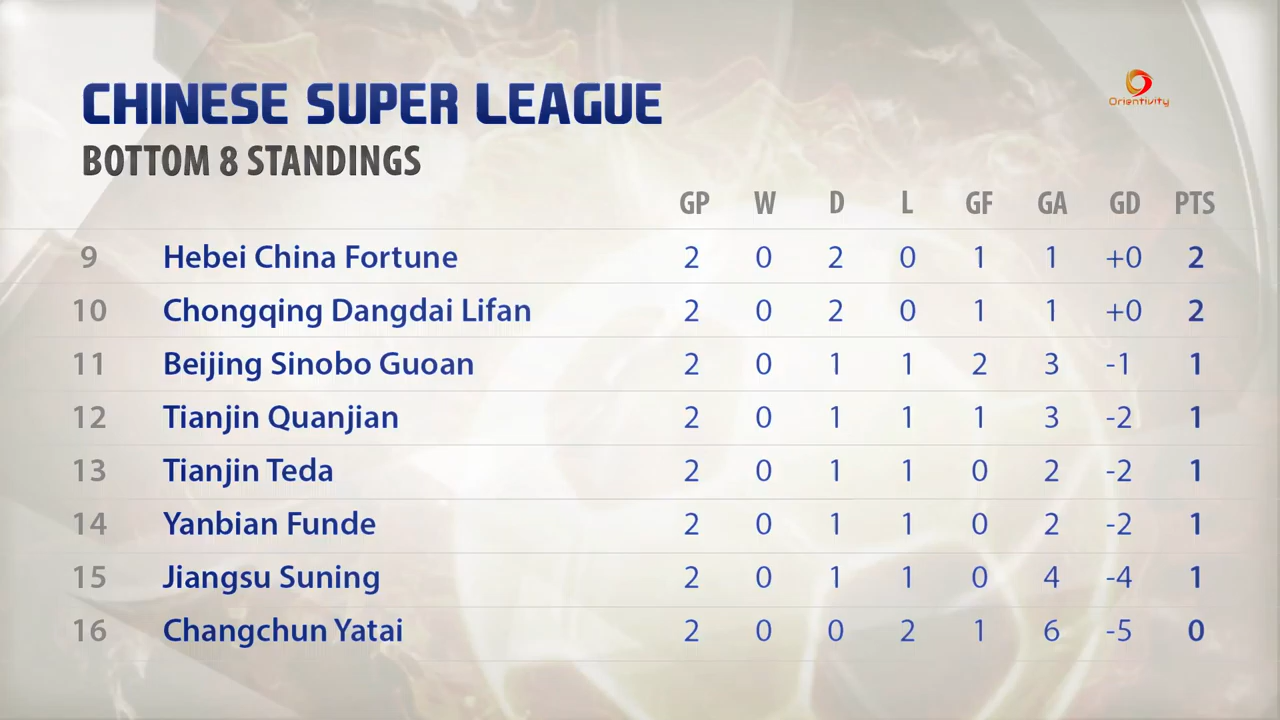 CHINESE SUPER LEAGUE
Orientivity
BOTTOM 8 STANDINGS
GP W D L GF GA GD PTS
9 Hebei China Fortune 2 0 2 0 1 1 +0 2
10 Chongqing Dangdai Lifan 2 0 2 0 1 1 +0 2
11 Beijing Sinobo Guoan 2 0 1 1 2 3 -1 1
12 Tianjin Quanjian 2 0 1 1 1 3 -2 1
13 Tianjin Teda 2 0 1 1 0 2 -2 1
14 Yanbian Funde 2 0 1 1 0 2 -2 1
15 Jiangsu Suning 2 0 1 1 0 4 -4 1
16 Changchun Yatai 2 0 0 2 1 6 -5 0